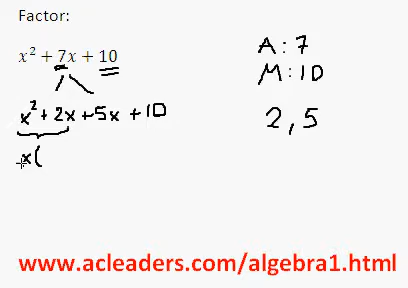 Factor:
x² + 7x + 10
A : 7
M : 10
x² + 2x + 5x + 10
2 , 5
x(
www.acleaders.com/algebra1.html